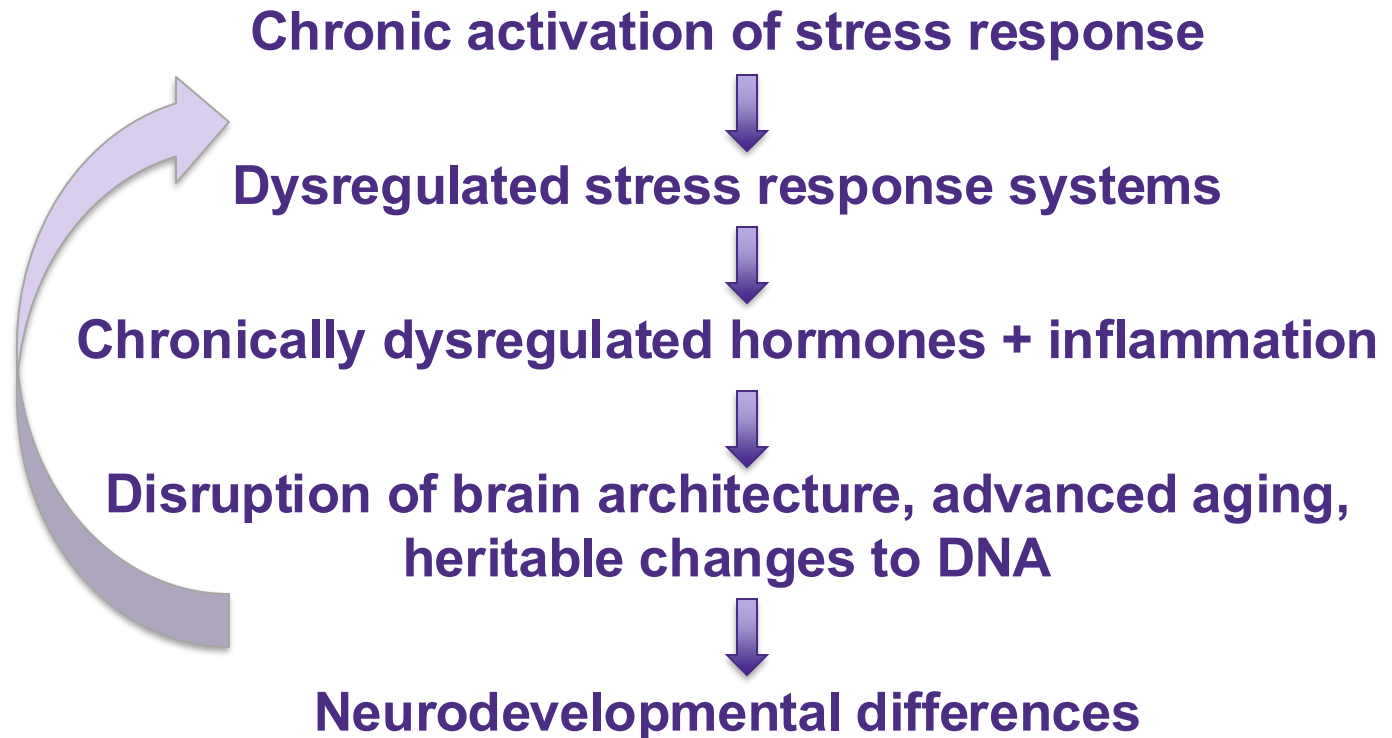 Chronic activation of stress response
Dysregulated stress response systems
Chronically dysregulated hormones + inflammation
Disruption of brain architecture, advanced aging,
heritable changes to DNA
Neurodevelopmental differences